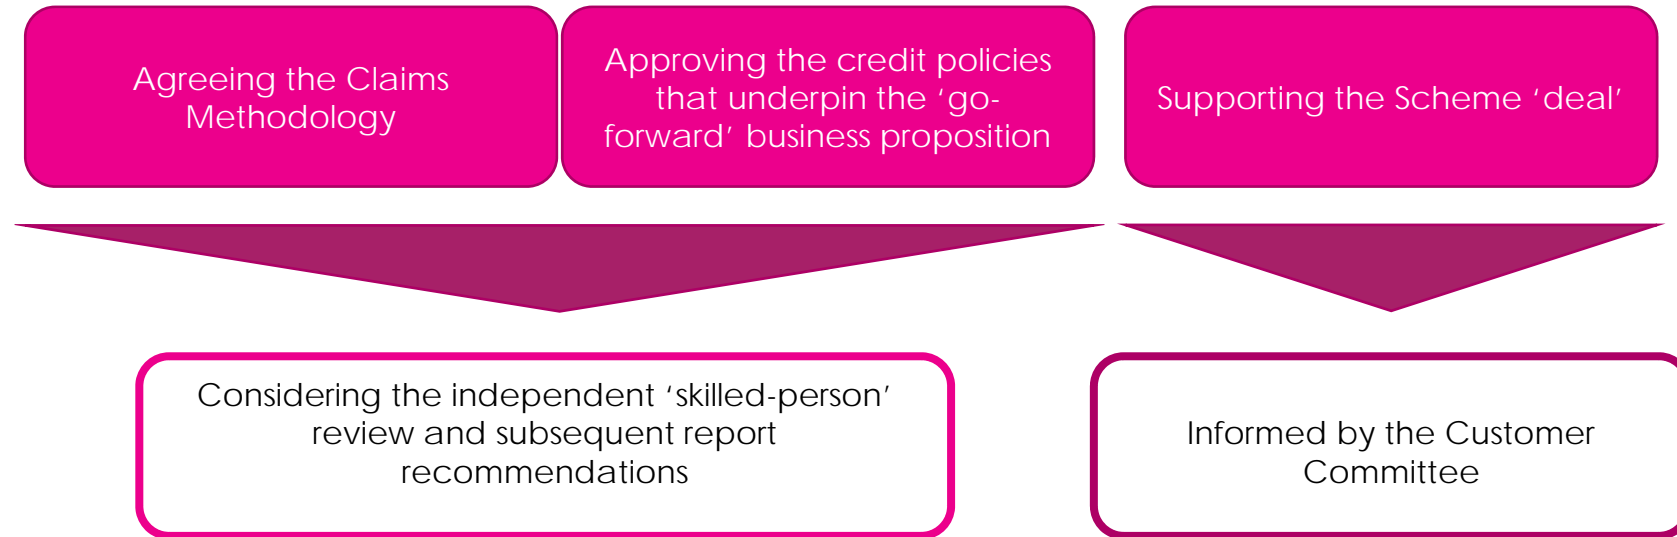 Agreeing the Claims
Methodology
Approving the credit policies
that underpin the ‘go-
forward’ business proposition
Supporting the Scheme ‘deal’
Considering the independent ‘skilled-person’
review and subsequent report
recommendations
Informed by the Customer
Committee